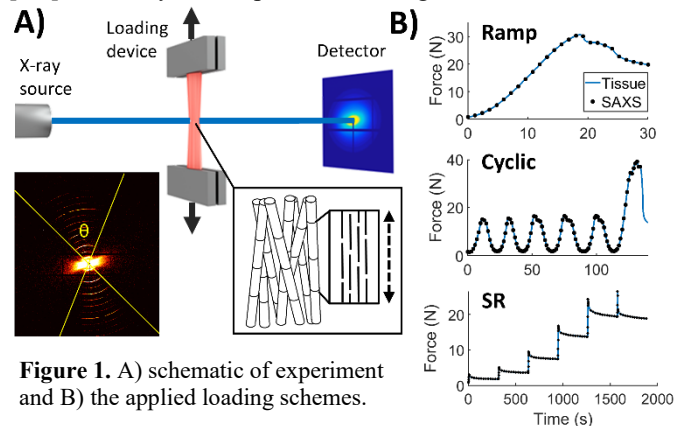 A)
Loading
device
Detector
X-ray
source
θ
Figure 1. A) schematic of experiment
and B) the applied loading schemes.
B)
Ramp
Force (N)
30
20
10
0
Tissue
SAXS
0 10 20 30
Cyclic
Force (N)
40
20
0
0 50 100
SR
Force (N)
20
10
0
0 500 1000 1500 2000
Time (s)